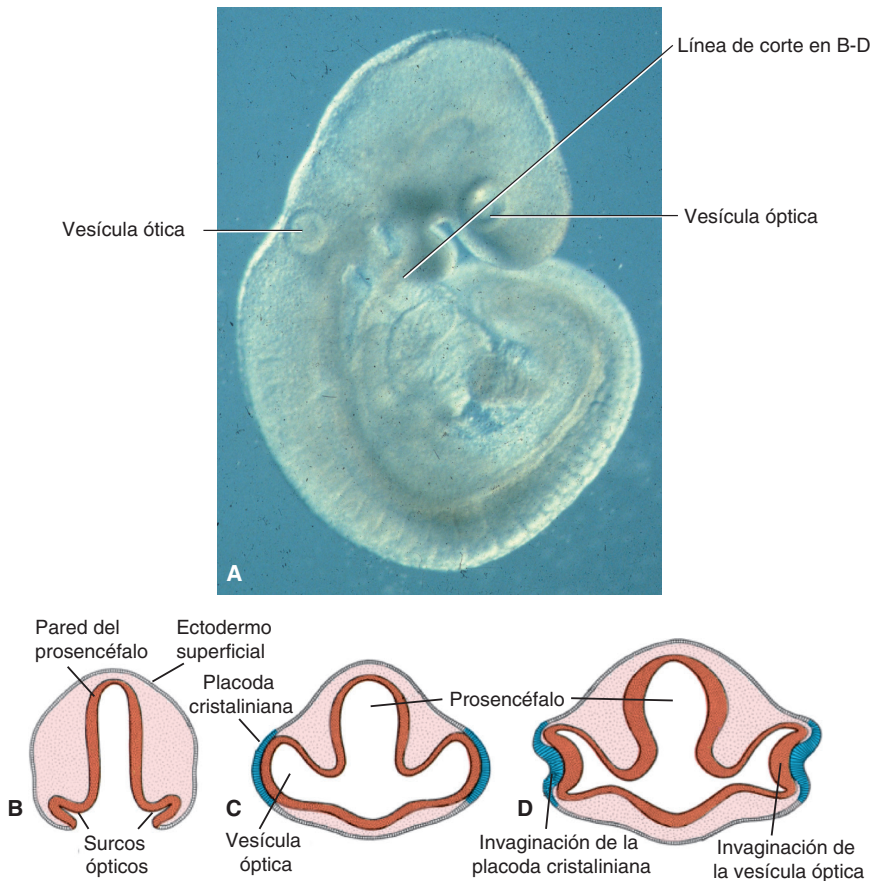 Línea de corte en B-D
Vesícula ótica
Vesícula óptica
A
Pared del
prosencéfalo
Ectodermo
superficial
Placoda
cristaliniana
Prosencéfalo
B
Surcos
ópticos
C
Vesícula
óptica
D
Invaginación de la
placoda cristaliniana
Invaginación de
la vesícula óptica